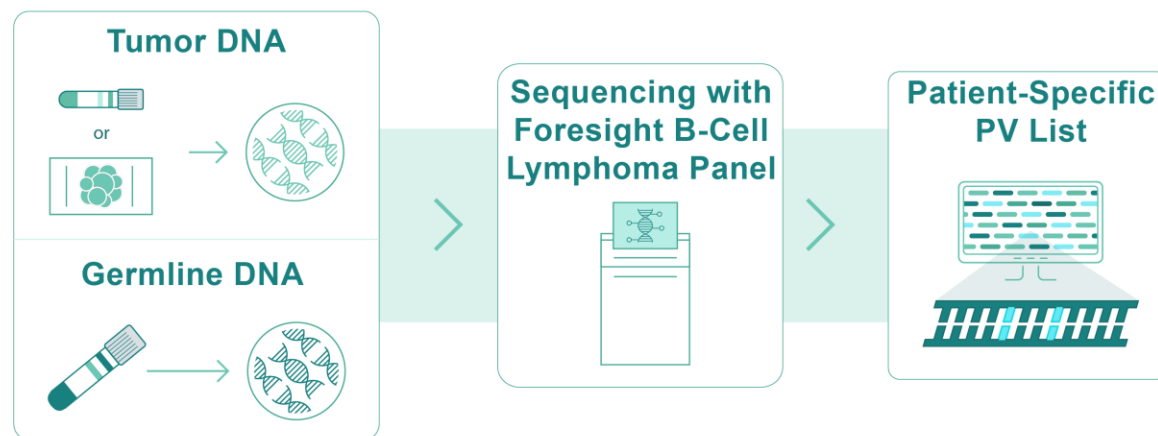 Tumor DNA
or
Germline DNA
Sequencing with
Foresight B-Cell
Lymphoma Panel
Patient-Specific
PV List